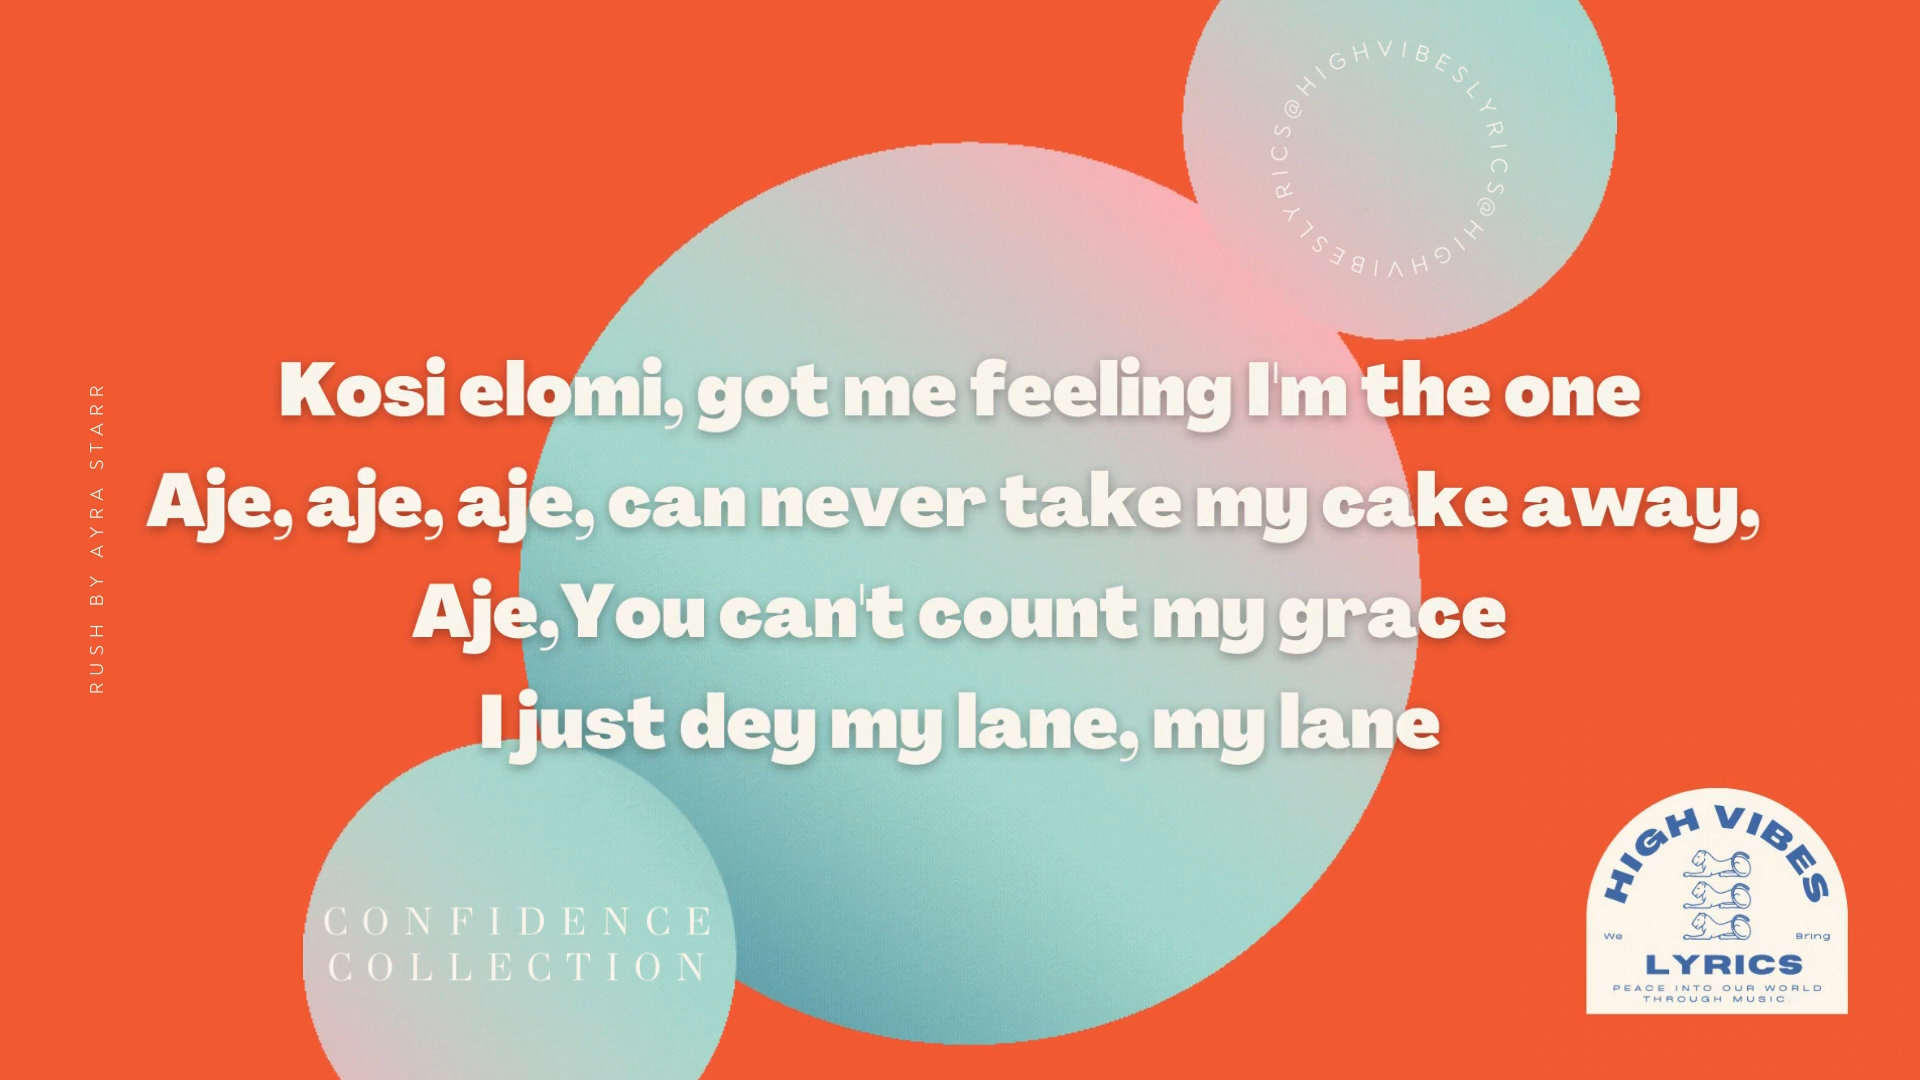 @HIGHVIBESLYRICS@HIGHVIBESLYRICS
RUSH BY AYRA STARR
Kosi elomi, got me feeling I'm the one
Aje, aje, aje, can never take my cake away,
Aje,You can't count my grace
I just dey my lane, my lane
CONFIDENCE
COLLECTION
HIGH VIBES
We Bring
LYRICS
PEACE INTO OUR WORLD
THROUGH MUSIC.